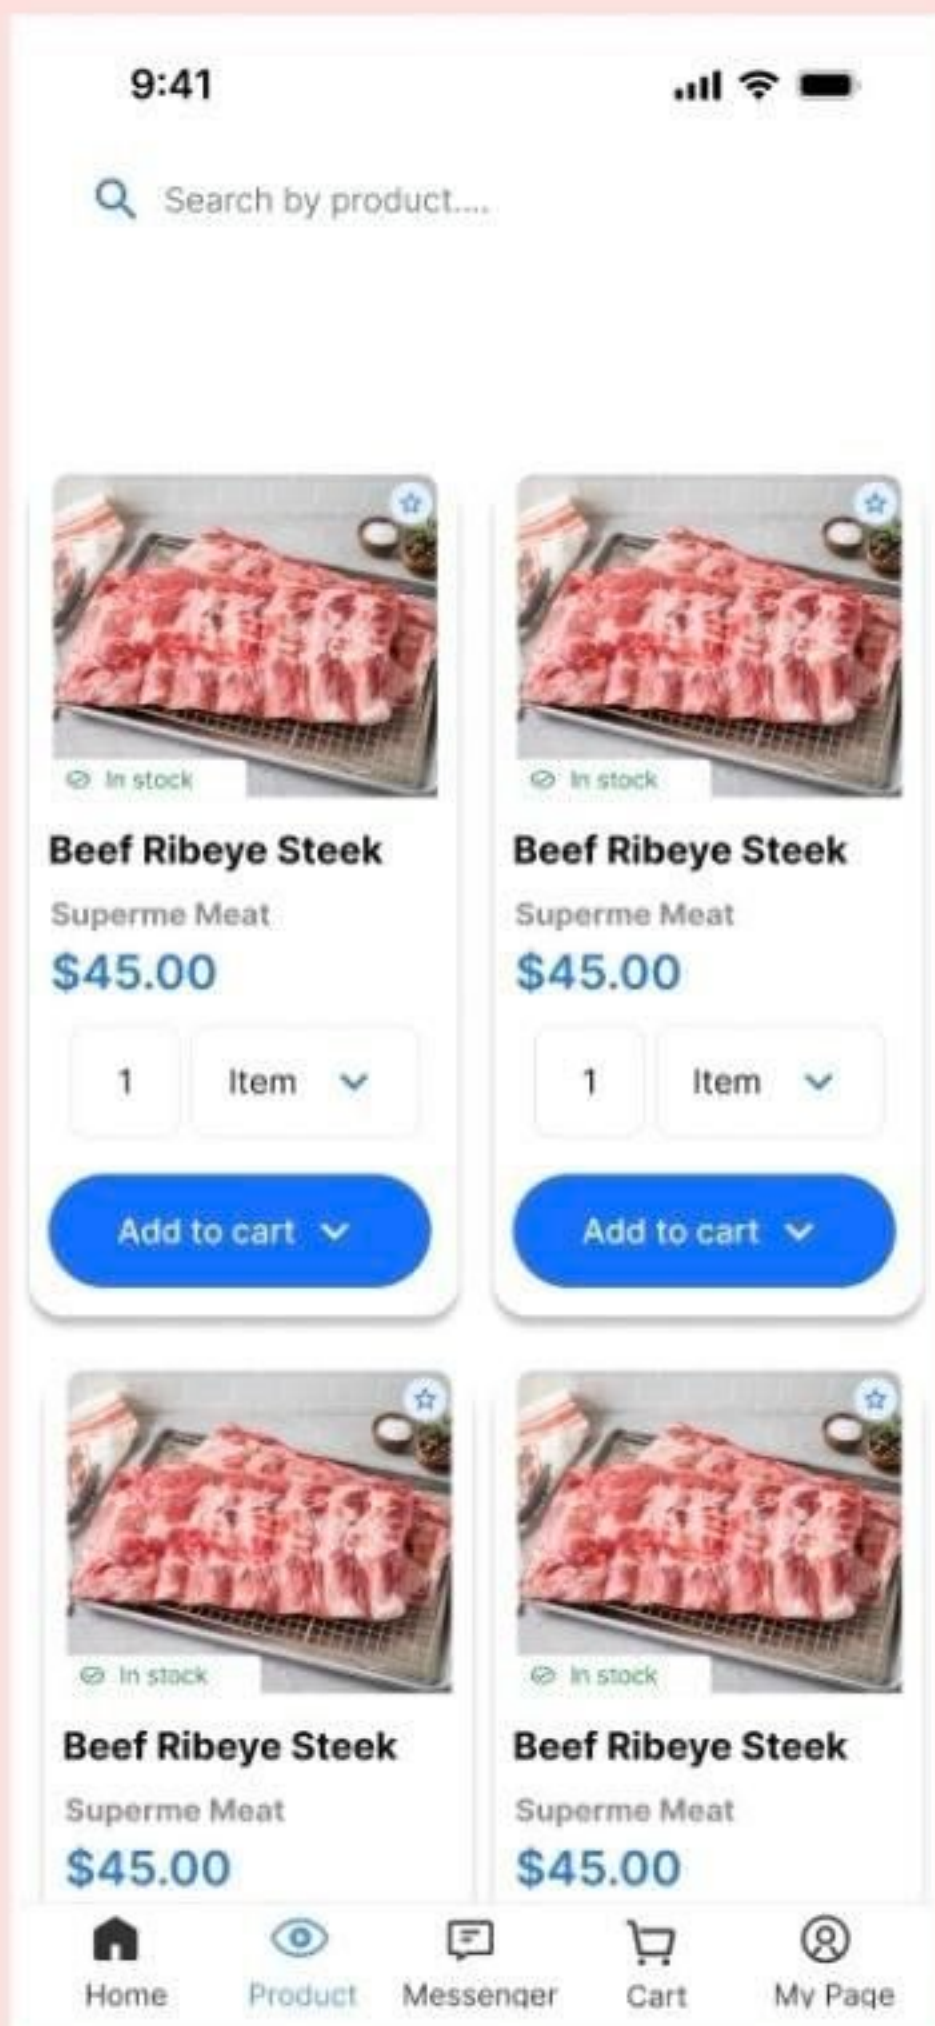 9:41
Search by product....
In stock In stock
Beef Ribeye Steek Beef Ribeye Steek
Superme Meat Superme Meat
$45.00 $45.00
1 Item 1 Item
Add to cart Add to cart
In stock In stock
Beef Ribeye Steek Beef Ribeye Steek
Superme Meat Superme Meat
$45.00 $45.00
Home Product Messenger Cart My Page